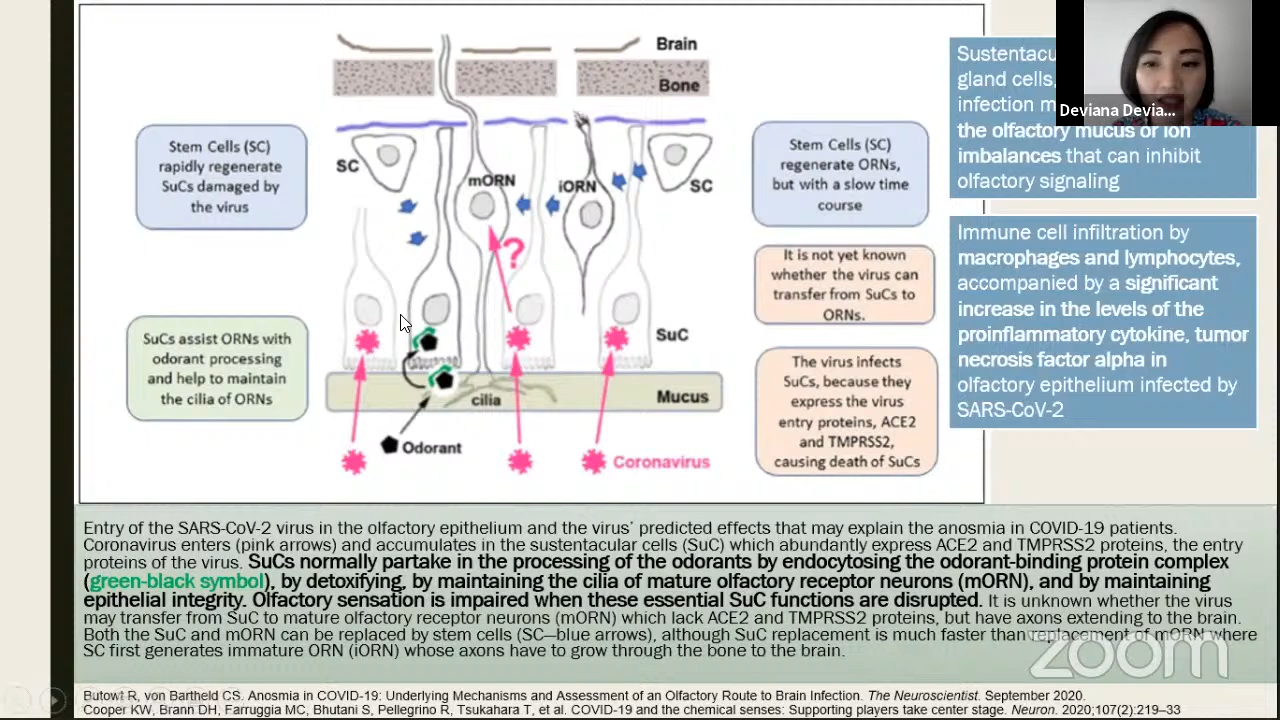 Brain
Bone
Stem Cells (SC)
rapidly regenerate
SuCs damaged by
the virus
SC
mORN
iORN
SC
Stem Cells (SC)
regenerate ORNs,
but with a slow time
course
?
It is not yet known
whether the virus can
transfer from SuCs to
ORNs.
SuCs assist ORNs with
odorant processing
and help to maintain
the cilia of ORNs
SuC
cilia
Mucus
Odorant
Coronavirus
The virus infects
SuCs, because they
express the virus
entry proteins, ACE2
and TMPRSS2,
causing death of SuCs
gland cells,
infection
the olfactory mucus or ion
imbalances that can inhibit
olfactory signaling
Deviana Devia...
Immune cell infiltration by
macrophages and lymphocytes,
accompanied by a significant
increase in the levels of the
proinflammatory cytokine, tumor
necrosis factor alpha in
olfactory epithelium infected by
SARS-CoV-2
Entry of the SARS-CoV-2 virus in the olfactory epithelium and the virus' predicted effects that may explain the anosmia in COVID-19 patients.
Coronavirus enters (pink arrows) and accumulates in the sustentacular cells (SuC) which abundantly express ACE2 and TMPRSS2 proteins, the entry
proteins of the virus. SuCs normally partake in the processing of the odorants by endocytosing the odorant-binding protein complex
(green-black symbol), by detoxifying, by maintaining the cilia of mature olfactory receptor neurons (mORN), and by maintaining
epithelial integrity. Olfactory sensation is impaired when these essential SuC functions are disrupted. It is unknown whether the virus
may transfer from SuC to mature olfactory receptor neurons (mORN) which lack ACE2 and TMPRSS2 proteins, but have axons extending to the brain.
Both the SuC and mORN can be replaced by stem cells (SC—blue arrows), although SuC replacement is much faster than replacement of mORN where
SC first generates immature ORN (iORN) whose axons have to grow through the bone to the brain.
zoom
Butowt R, von Bartheld CS. Anosmia in COVID-19: Underlying Mechanisms and Assessment of an Olfactory Route to Brain Infection. The Neuroscientist. September 2020.
Cooper KW, Brann DH, Farruggia MC, Bhutani S, Pellegrino R, Tsukahara T, et al. COVID-19 and the chemical senses: Supporting players take center stage. Neuron. 2020;107(2):219–33